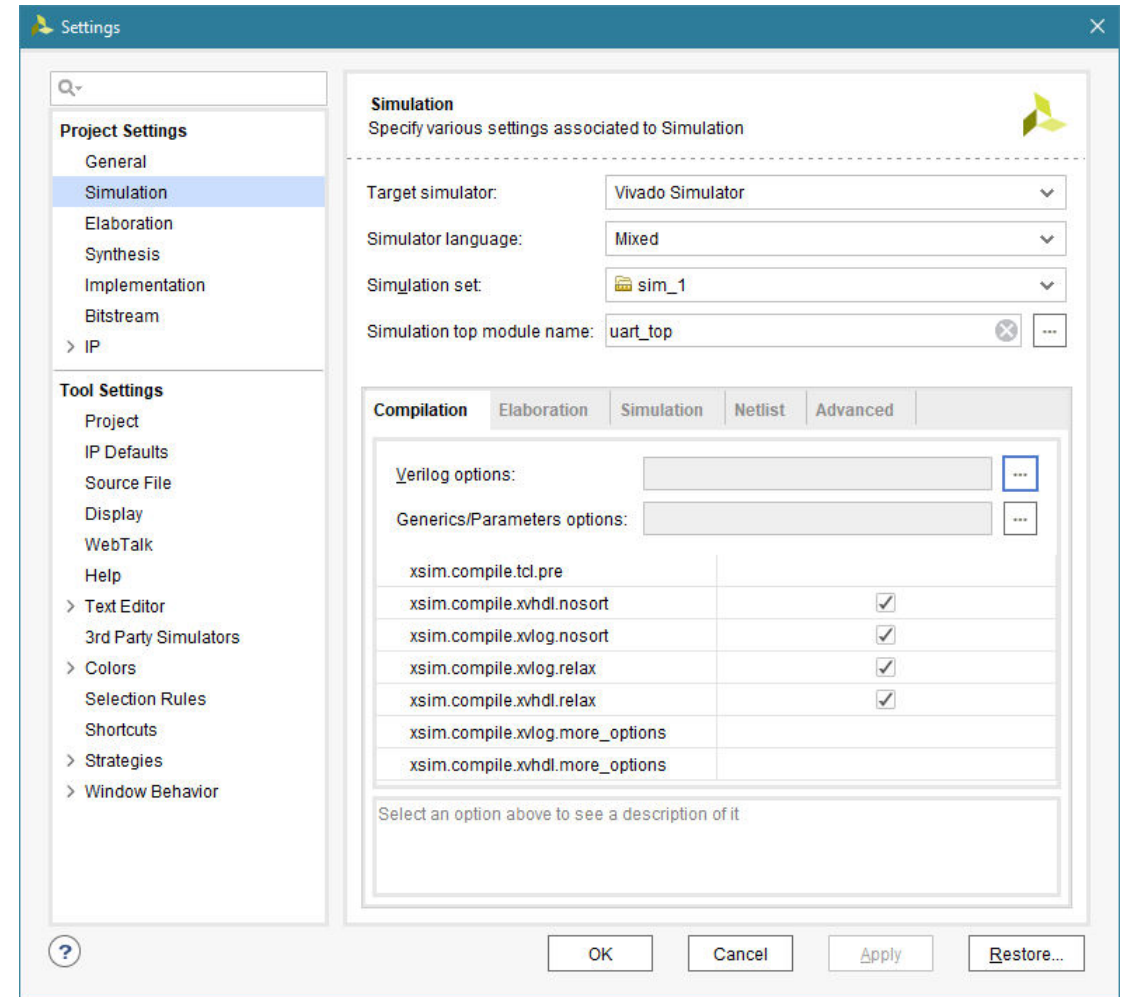 Settings
Project Settings
General
Simulation
Elaboration
Synthesis
Implementation
Bitstream
IP
Tool Settings
Project
IP Defaults
Source File
Display
WebTalk
Help
Text Editor
3rd Party Simulators
Colors
Selection Rules
Shortcuts
Strategies
Window Behavior
Simulation
Specify various settings associated to Simulation
Target simulator: Vivado Simulator
Simulator language: Mixed
Simulation set: sim_1
Simulation top module name: uart_top ...
Compilation Elaboration Simulation Netlist Advanced
Verilog options: ...
Generics/Parameters options: ...
xsim.compile.tcl.pre
xsim.compile.xvhdl.nosort
xsim.compile.xvlog.nosort
xsim.compile.xvlog.relax
xsim.compile.xvhdl.relax
xsim.compile.xvlog.more_options
xsim.compile.xvhdl.more_options
Select an option above to see a description of it
? OK Cancel Apply Restore...